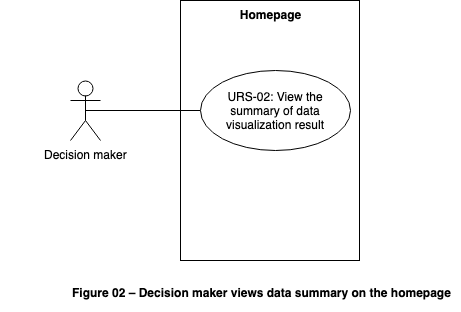 Homepage
URS-02: View the
summary of data
visualization result
Decision maker
Figure 02 – Decision maker views data summary on the homepage